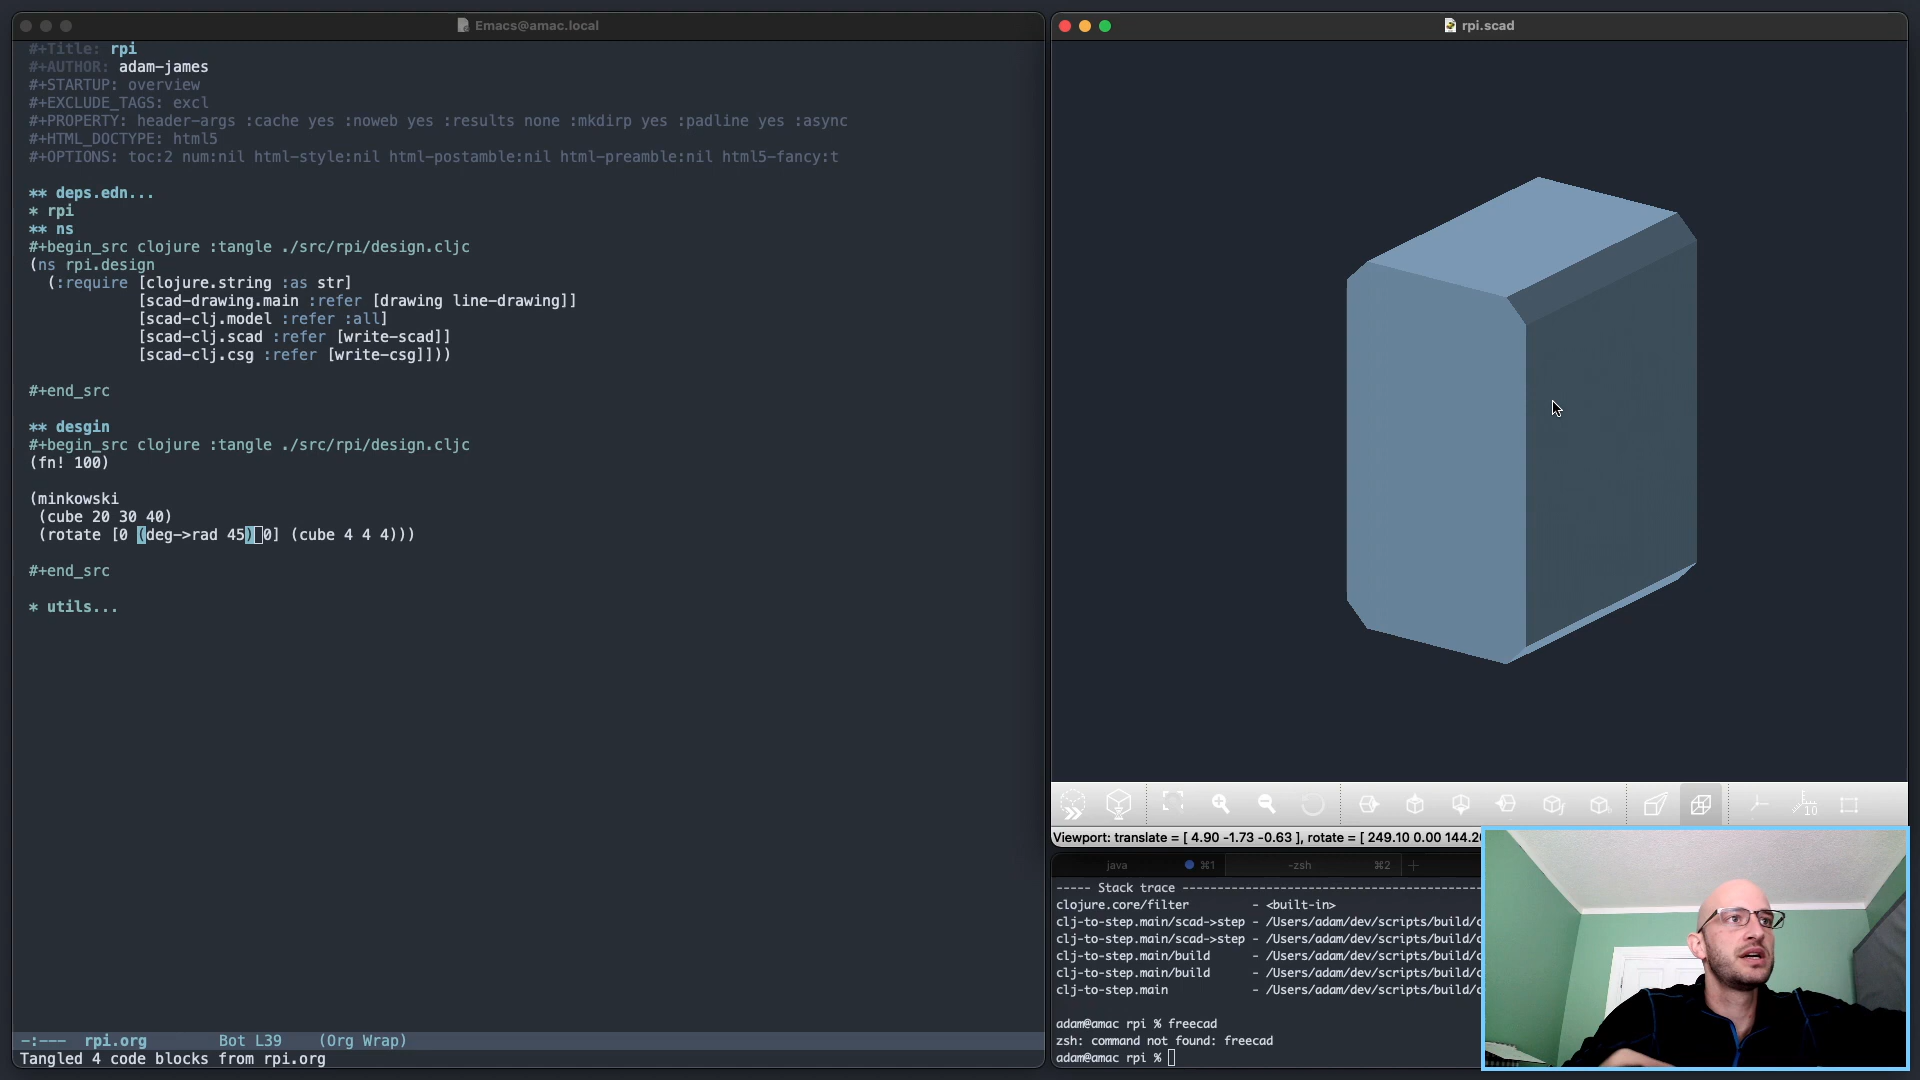 Emacs@amac.local
#+Title: rpi
#+AUTHOR: adam-james
#+STARTUP: overview
#+EXCLUDE_TAGS: excl
#+PROPERTY: header-args :cache yes :noweb yes :results none :mkdirp yes :padline yes :async
#+HTML_DOCTYPE: html5
#+OPTIONS: toc:2 num:nil html-style:nil html-postamble:nil html-preamble:nil html5-fancy:t
** deps.edn...
* rpi
** ns
#+begin_src clojure :tangle ./src/rpi/design.cljc
(ns rpi.design
(:require [clojure.string :as str]
[scad-drawing.main :refer [drawing line-drawing]]
[scad-clj.model :refer :all]
[scad-clj.scad :refer [write-scad]]
[scad-clj.csg :refer [write-csg]]))
#+end_src
** desgin
#+begin_src clojure :tangle ./src/rpi/design.cljc
(fn! 100)
(minkowski
(cube 20 30 40)
(rotate [0 (deg->rad 45) 0] (cube 4 4 4)))
#+end_src
* utils...
-:--- rpi.org Bot L39 (Org Wrap)
Tangled 4 code blocks from rpi.org
rpi.scad
10
Viewport: translate = [ 4.90 -1.73 -0.63 ], rotate = [ 249.10 0.00 144.2
java ⌘1 -zsh ⌘2 +
----- Stack trace -----------------------------------------
clojure.core/filter - <built-in>
clj-to-step.main/scad->step - /Users/adam/dev/scripts/build/c
clj-to-step.main/scad->step - /Users/adam/dev/scripts/build/c
clj-to-step.main/build - /Users/adam/dev/scripts/build/c
clj-to-step.main/build - /Users/adam/dev/scripts/build/c
clj-to-step.main - /Users/adam/dev/scripts/build/c
adam@amac rpi % freecad
zsh: command not found: freecad
adam@amac rpi %